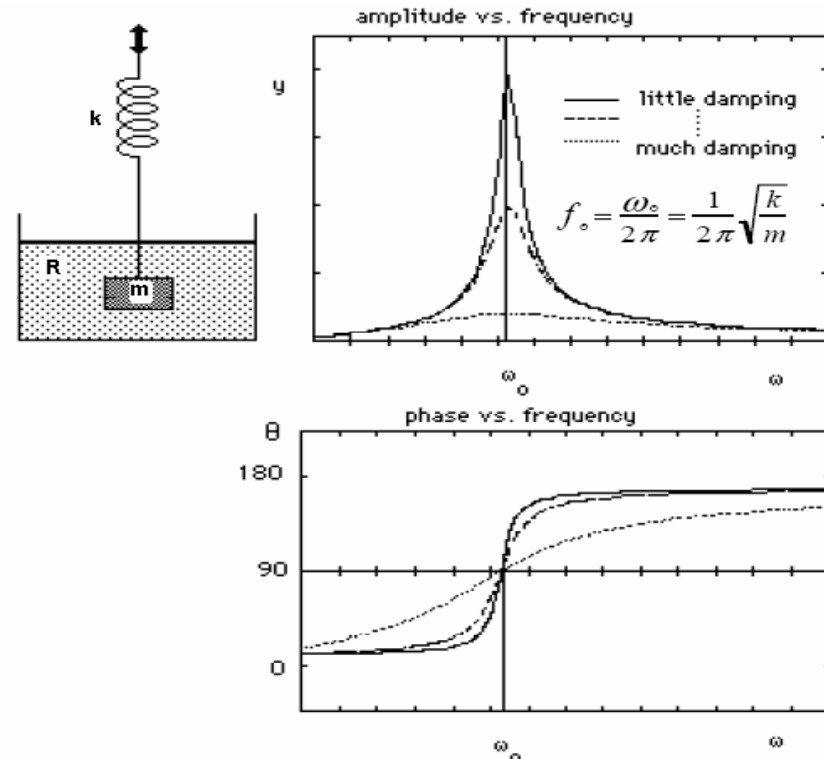 amplitude vs. frequency
y
k
little damping
much damping
f₀ = ω₀/2π = 1/2π √k/m
R
m
ω₀
ω
phase vs. frequency
θ
180
90
0
ω₀
ω